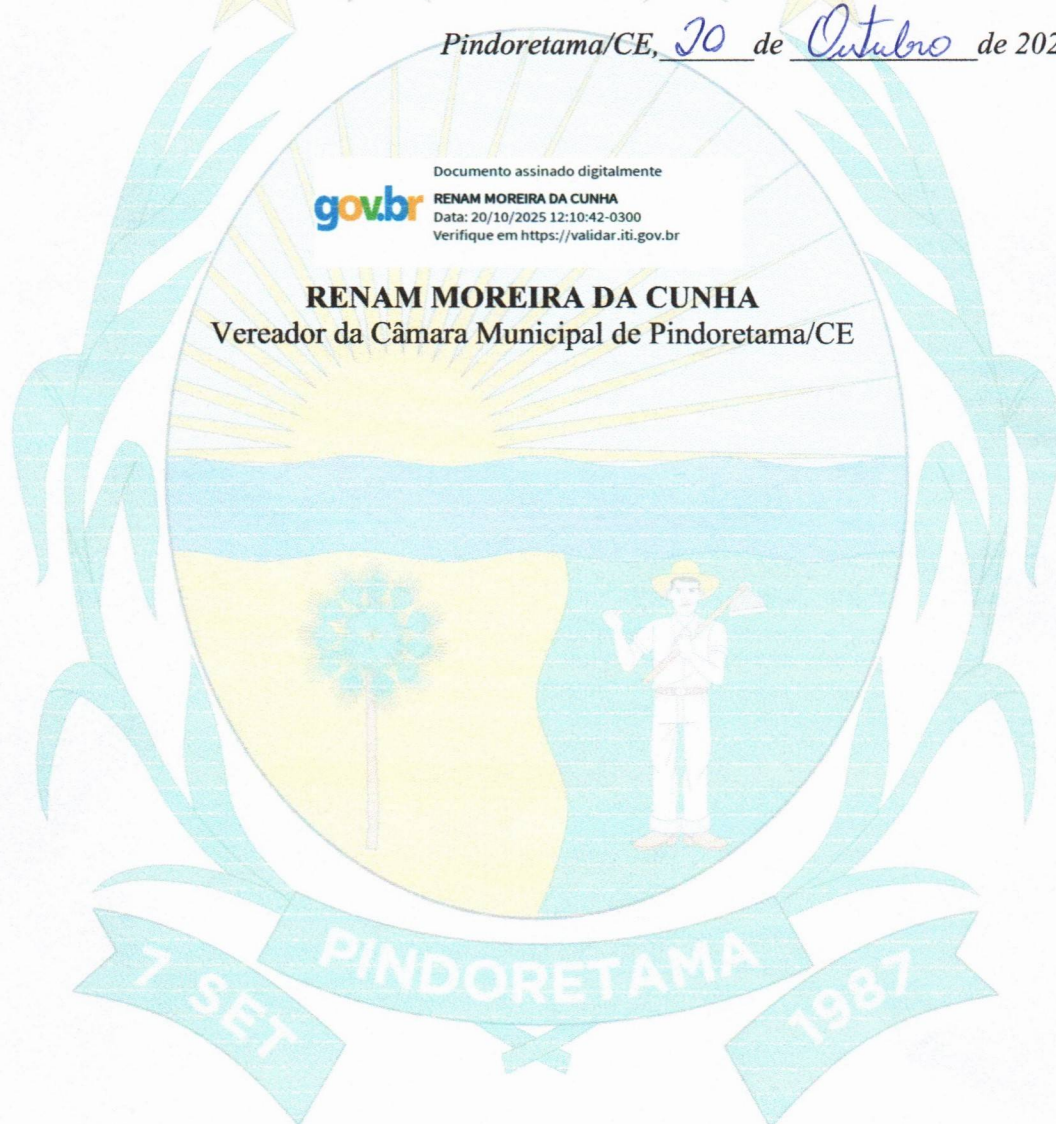 Pindoretama/CE, 20 de Outubro de 202
Documento assinado digitalmente
gov.br
RENAM MOREIRA DA CUNHA
Data: 20/10/2025 12:10:42-0300
Verifique em https://validar.iti.gov.br
RENAM MOREIRA DA CUNHA
Vereador da Câmara Municipal de Pindoretama/CE
7 SET
PINDORETAMA
1987